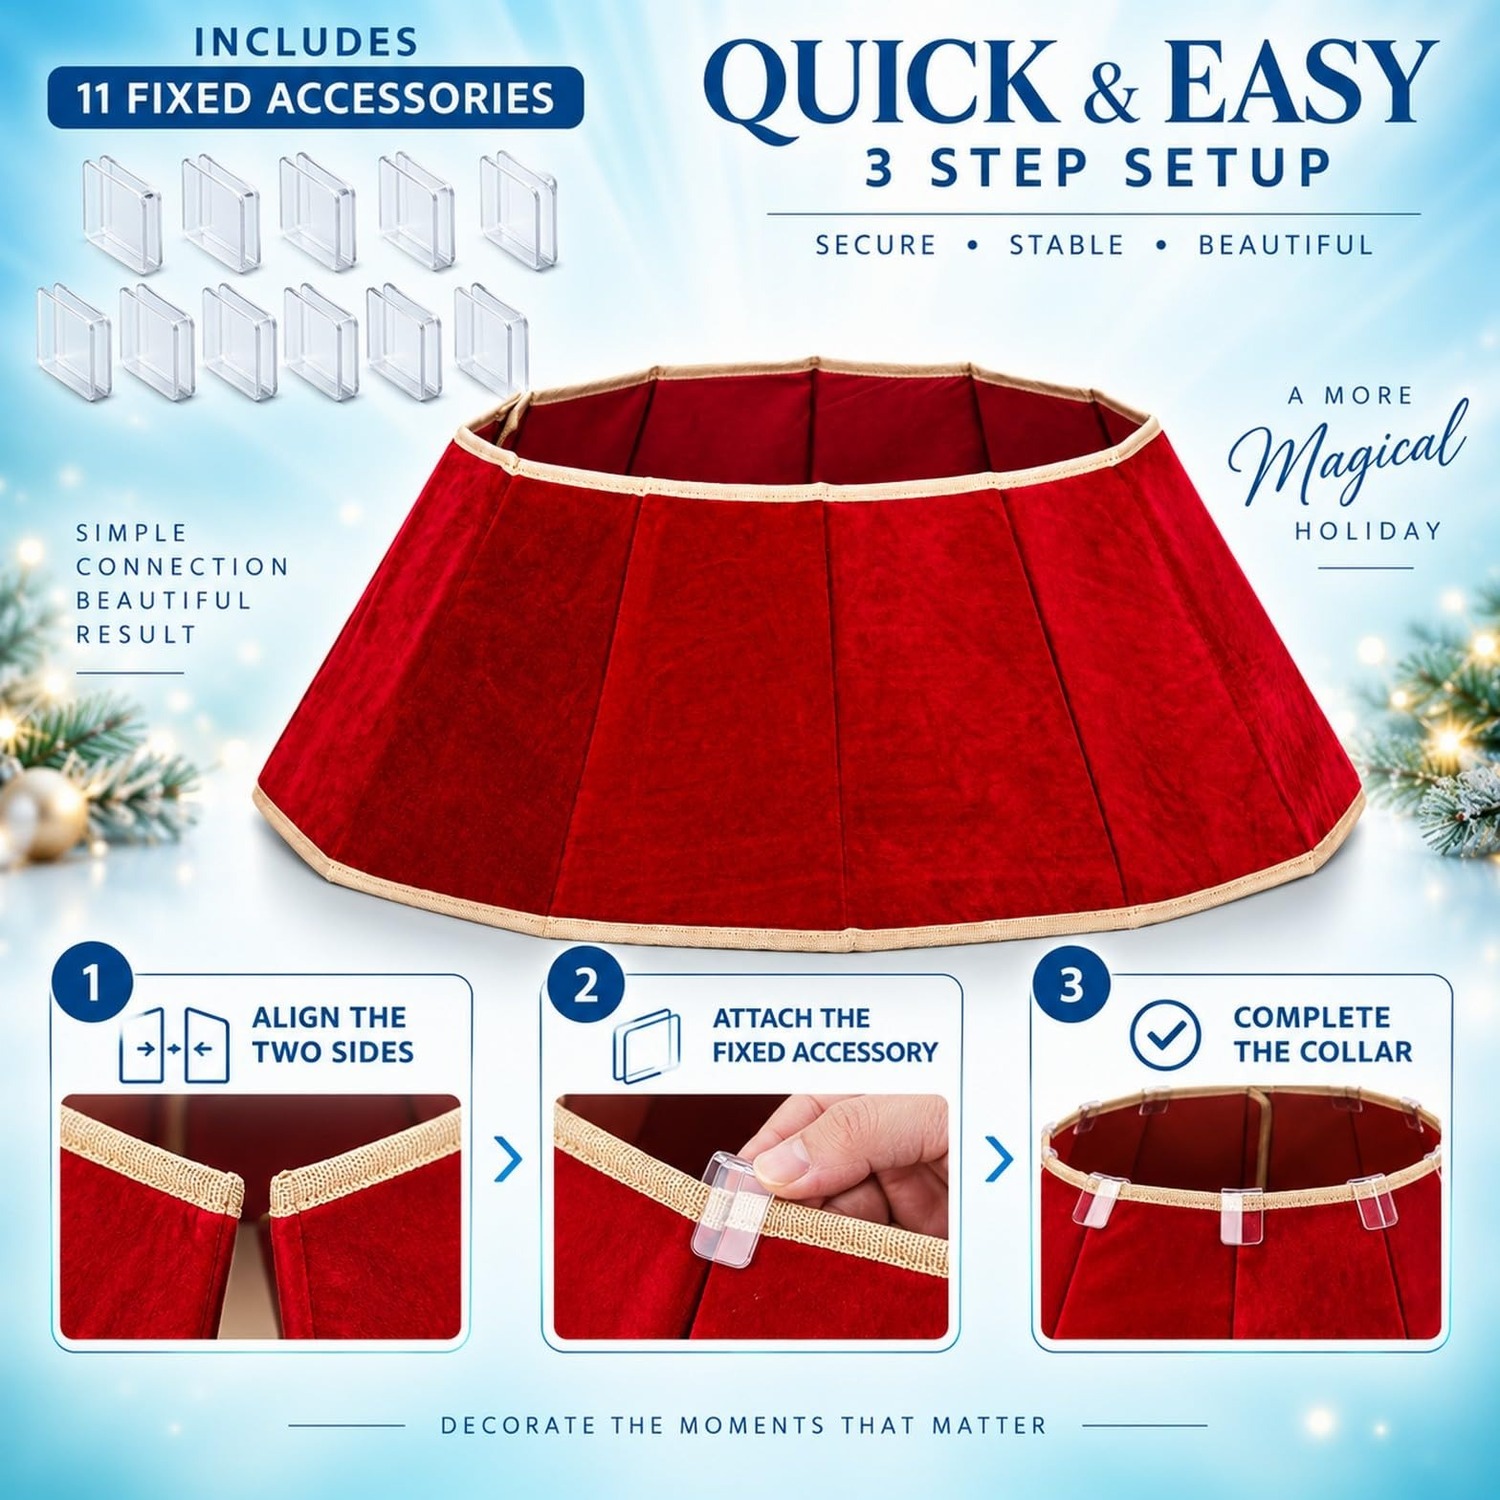 INCLUDES
11 FIXED ACCESSORIES
QUICK & EASY
3 STEP SETUP
SECURE • STABLE • BEAUTIFUL
A MORE
Magical
HOLIDAY
SIMPLE
CONNECTION
BEAUTIFUL
RESULT
1
ALIGN THE
TWO SIDES
2
ATTACH THE
FIXED ACCESSORY
3
COMPLETE
THE COLLAR
DECORATE THE MOMENTS THAT MATTER